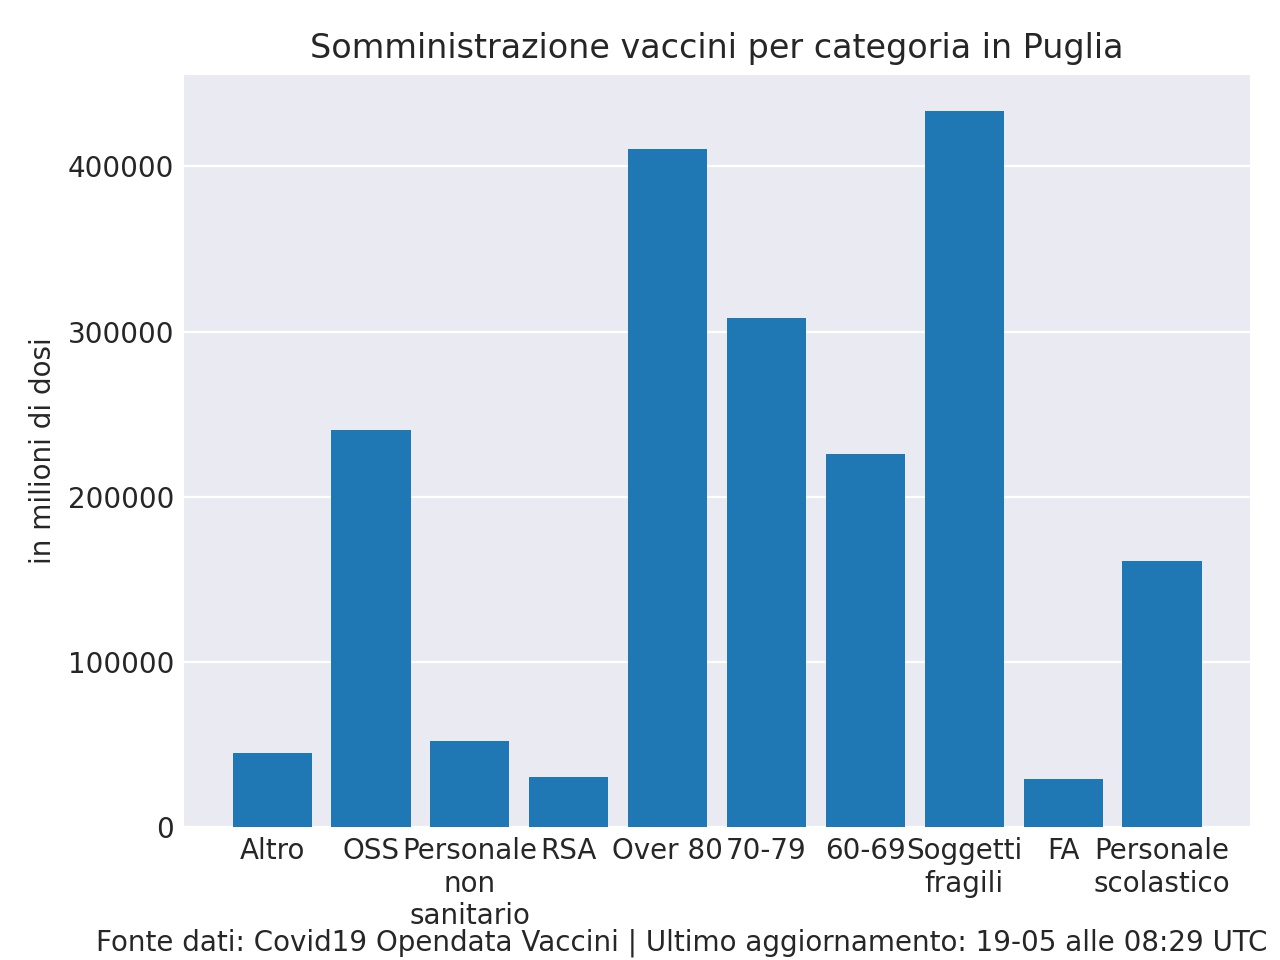 Somministrazione vaccini per categoria in Puglia
in milioni di dosi
400000
300000
200000
100000
0
Altro
OSS
Personale
non
sanitario
RSA
Over 80
70-79
60-69
Soggetti
fragili
FA
Personale
scolastico
Fonte dati: Covid19 Opendata Vaccini | Ultimo aggiornamento: 19-05 alle 08:29 UTC